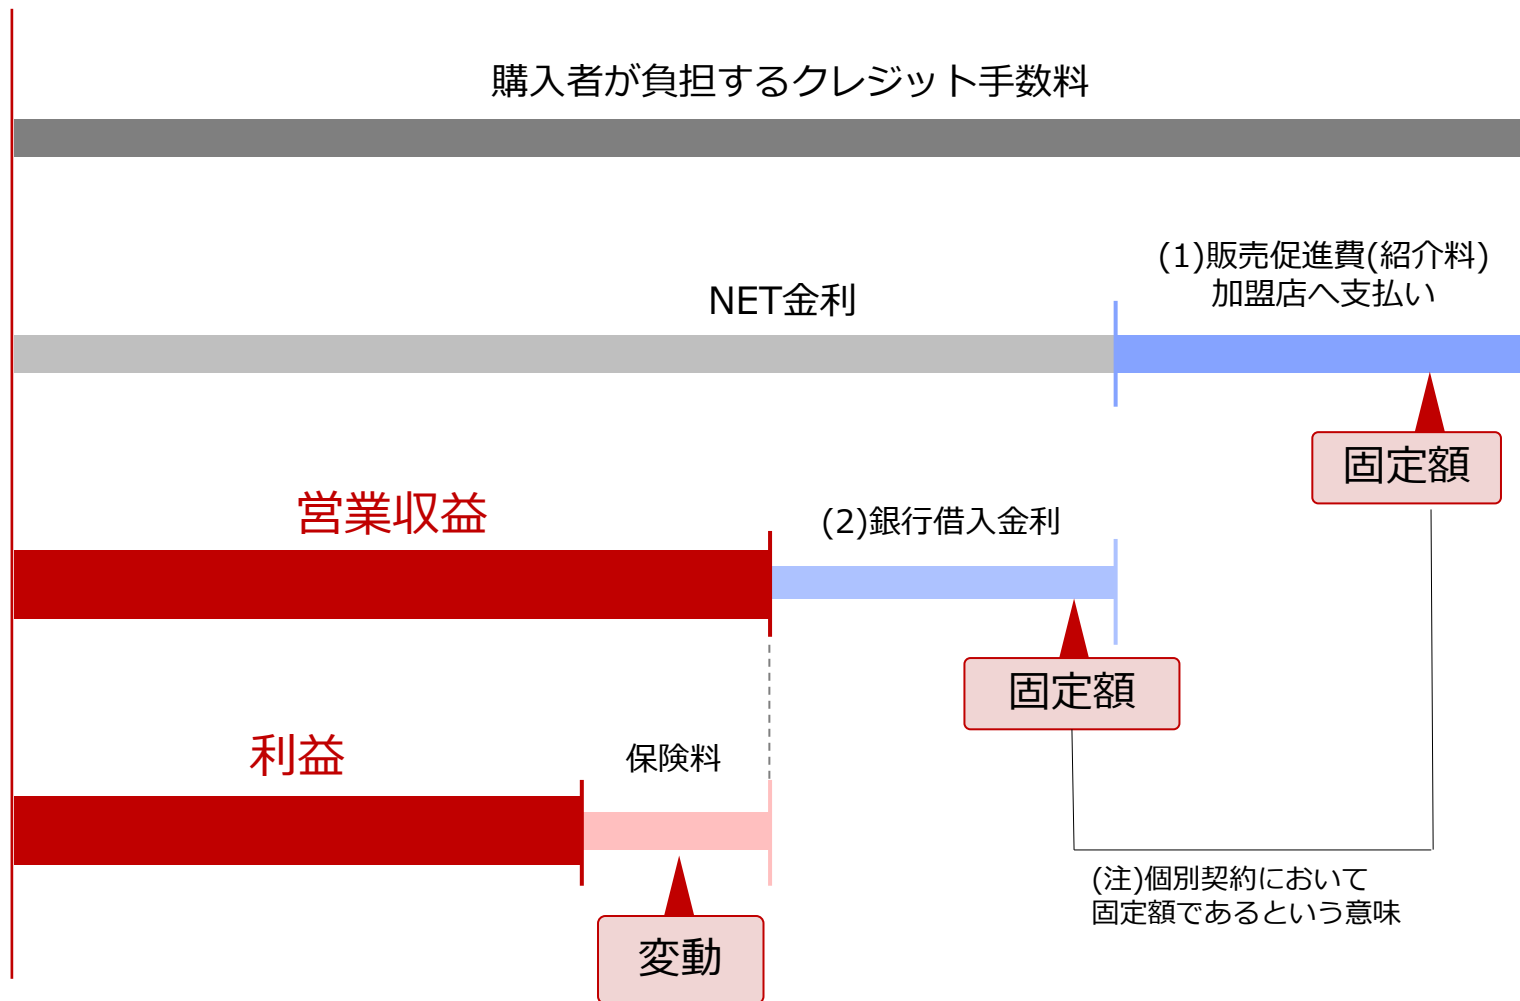 購入者が負担するクレジット手数料
(1)販売促進費(紹介料)
加盟店へ支払い
NET金利
固定額
営業収益
(2)銀行借入金利
固定額
利益
保険料
(注)個別契約において
固定額であるという意味
変動